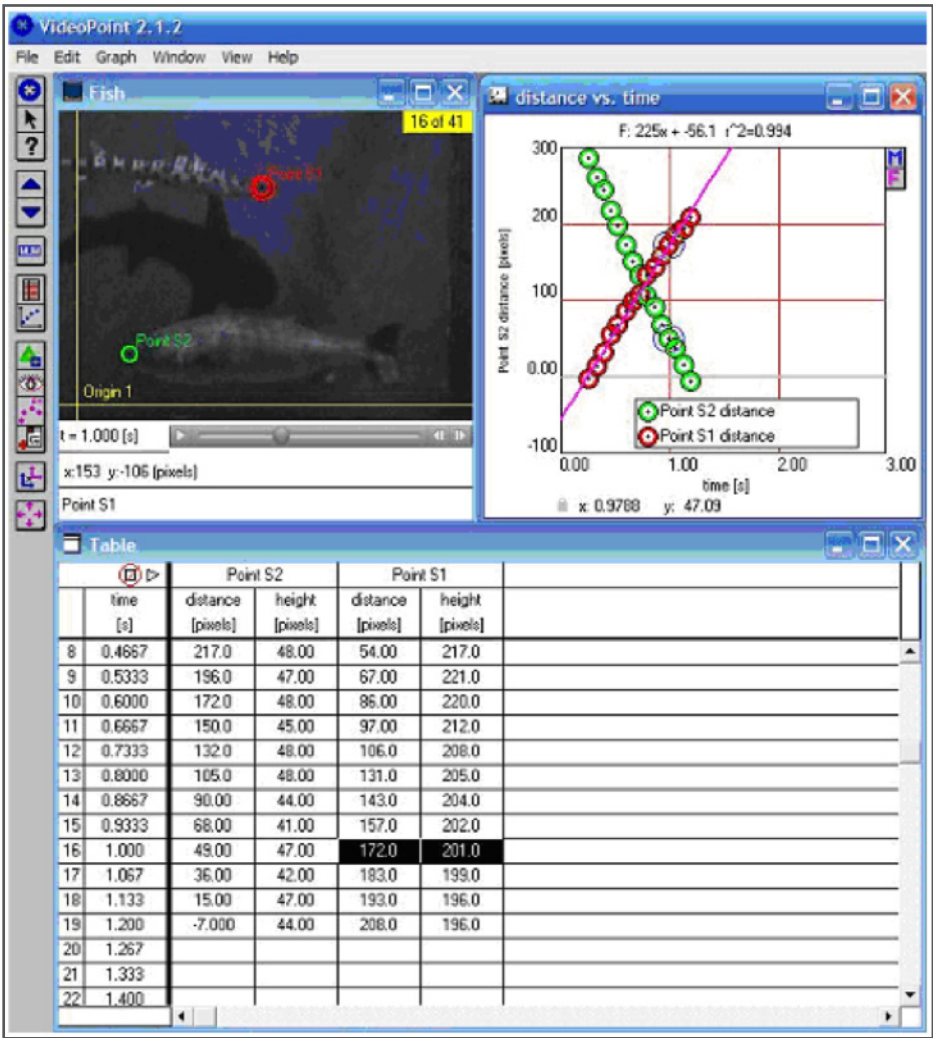 VideoPoint 2.1.2
File Edit Graph Window View Help
?
Fish
16 of 41
Point S1
Point S2
Origin 1
t = 1.000 [s]
x:153 y:-106 (pixels)
Point S1
distance vs. time
F: 225x + -56.1 r^2=0.994
M
F
300
200
100
0.00
-100
Point S2 distance [pixels]
Point S2 distance
Point S1 distance
0.00 1.00 2.00 3.00
time [s]
x: 0.9788 y: 47.09
Table
Point S2 Point S1
time distance height distance height
[s] [pixels] [pixels] [pixels] [pixels]
8 0.4667 217.0 48.00 54.00 217.0
9 0.5333 196.0 47.00 67.00 221.0
10 0.6000 172.0 48.00 86.00 220.0
11 0.6667 150.0 45.00 97.00 212.0
12 0.7333 132.0 48.00 106.0 208.0
13 0.8000 105.0 48.00 131.0 205.0
14 0.8667 90.00 44.00 143.0 204.0
15 0.9333 68.00 41.00 157.0 202.0
16 1.000 49.00 47.00 172.0 201.0
17 1.067 36.00 42.00 183.0 199.0
18 1.133 15.00 47.00 193.0 196.0
19 1.200 -7.000 44.00 208.0 196.0
20 1.267
21 1.333
22 1.400